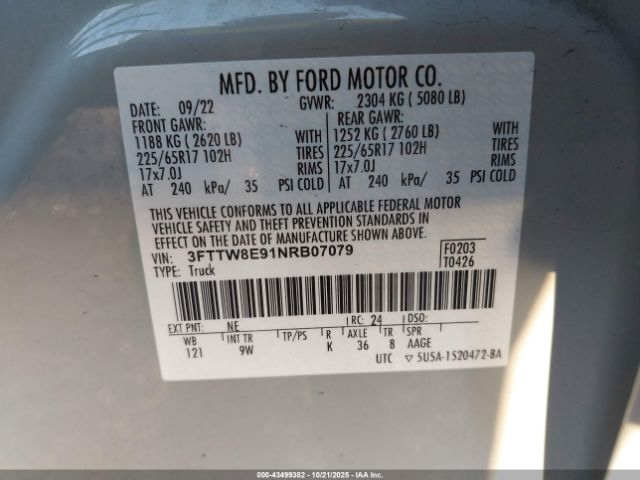 MFD. BY FORD MOTOR CO.
DATE: 09/22 GVWR: 2304 KG ( 5080 LB)
FRONT GAWR: REAR GAWR:
1188 KG ( 2620 LB) WITH 1252 KG ( 2760 LB) WITH
225/65R17 102H TIRES 225/65R17 102H TIRES
17x7.0J RIMS 17x7.0J RIMS
AT 240 kPa/ 35 PSI COLD AT 240 kPa/ 35 PSI COLD
THIS VEHICLE CONFORMS TO ALL APPLICABLE FEDERAL MOTOR
VEHICLE SAFETY AND THEFT PREVENTION STANDARDS IN
EFFECT ON THE DATE OF MANUFACTURE SHOWN ABOVE.
VIN: 3FTTW8E91NRB07079 F0203
TYPE: Truck T0426
EXT PNT: NE RC: 24 DSO:
WB INT TR TP/PS R AXLE TR SPR
121 9W K 36 8 AAGE
UTC ▽ 5U5A-1520472-BA
000-43499382 - 10/21/2025 - COPYRIGHT IAA, LLC.